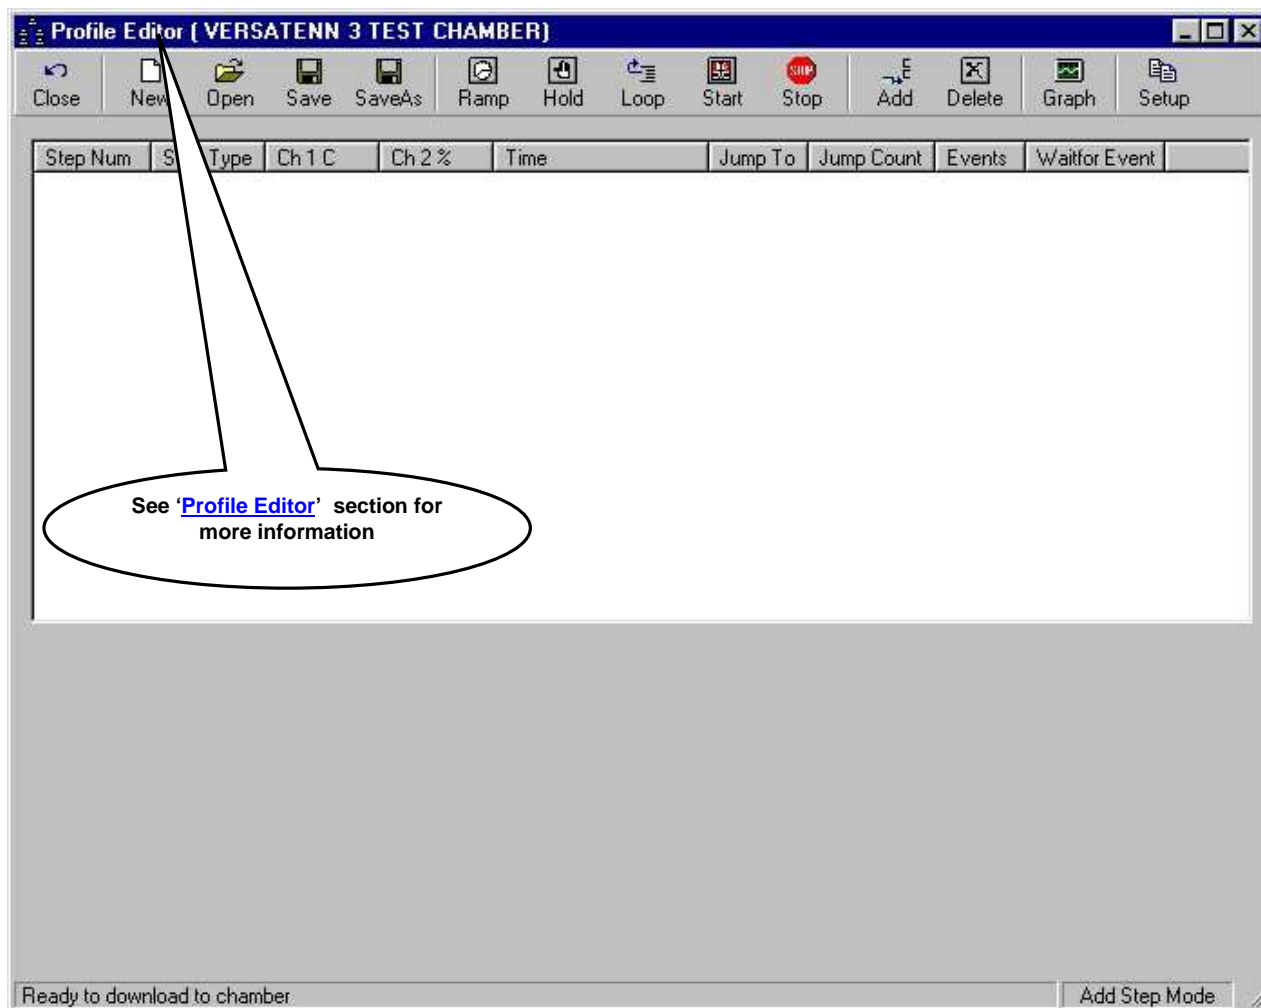 Profile Editor ( VERSATENN 3 TEST CHAMBER)
Close New Open Save SaveAs Ramp Hold Loop Start STOP Stop E Add Delete Graph Setup
Step Num Type Ch 1 C Ch 2 % Time Jump To Jump Count Events Waitfor Event
See ‘Profile Editor’ section for
more information
Ready to download to chamber Add Step Mode